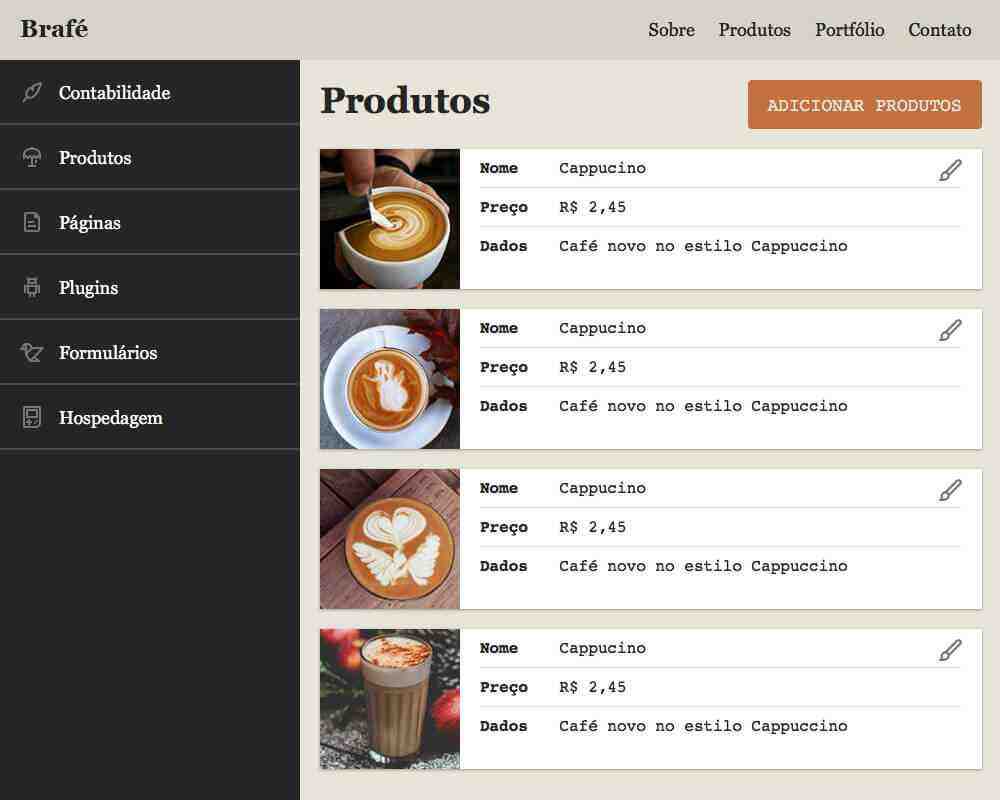 Brafé
Sobre Produtos Portfólio Contato
Contabilidade
Produtos
Páginas
Plugins
Formulários
Hospedagem
Produtos
ADICIONAR PRODUTOS
Nome Cappucino
Preço R$ 2,45
Dados Café novo no estilo Cappuccino
Nome Cappucino
Preço R$ 2,45
Dados Café novo no estilo Cappuccino
Nome Cappucino
Preço R$ 2,45
Dados Café novo no estilo Cappuccino
Nome Cappucino
Preço R$ 2,45
Dados Café novo no estilo Cappuccino